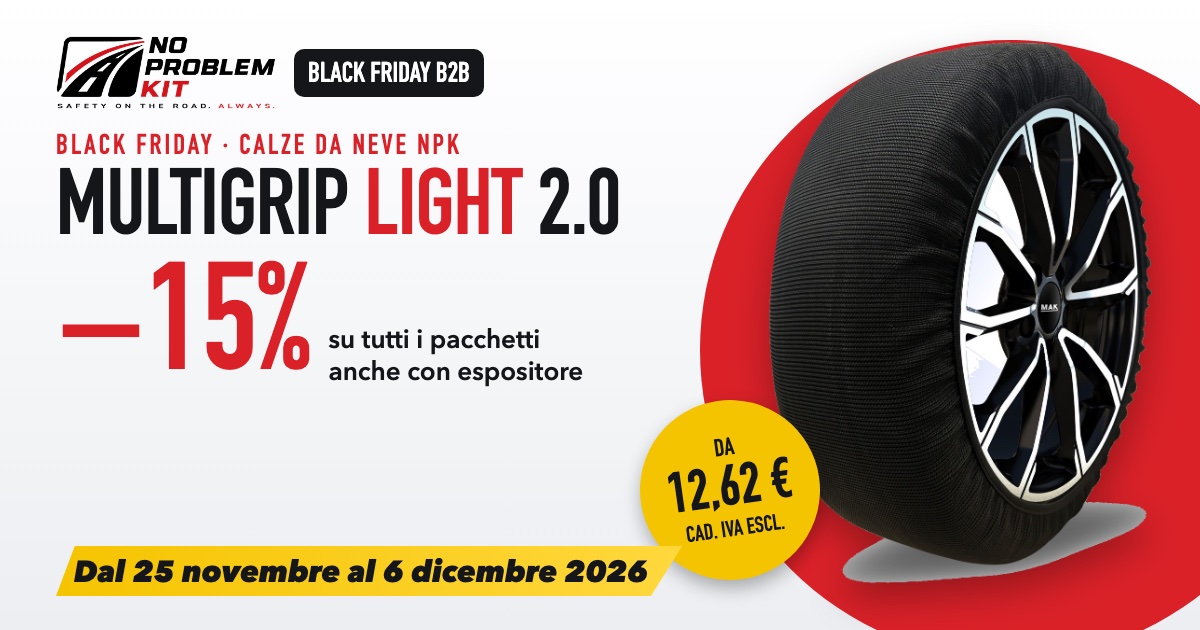 NO
PROBLEM
KIT
SAFETY ON THE ROAD. ALWAYS.
BLACK FRIDAY B2B
BLACK FRIDAY · CALZE DA NEVE NPK
MULTIGRIP LIGHT 2.0
–15%
su tutti i pacchetti
anche con espositore
MAK
DA
12,62 €
CAD. IVA ESCL.
Dal 25 novembre al 6 dicembre 2026